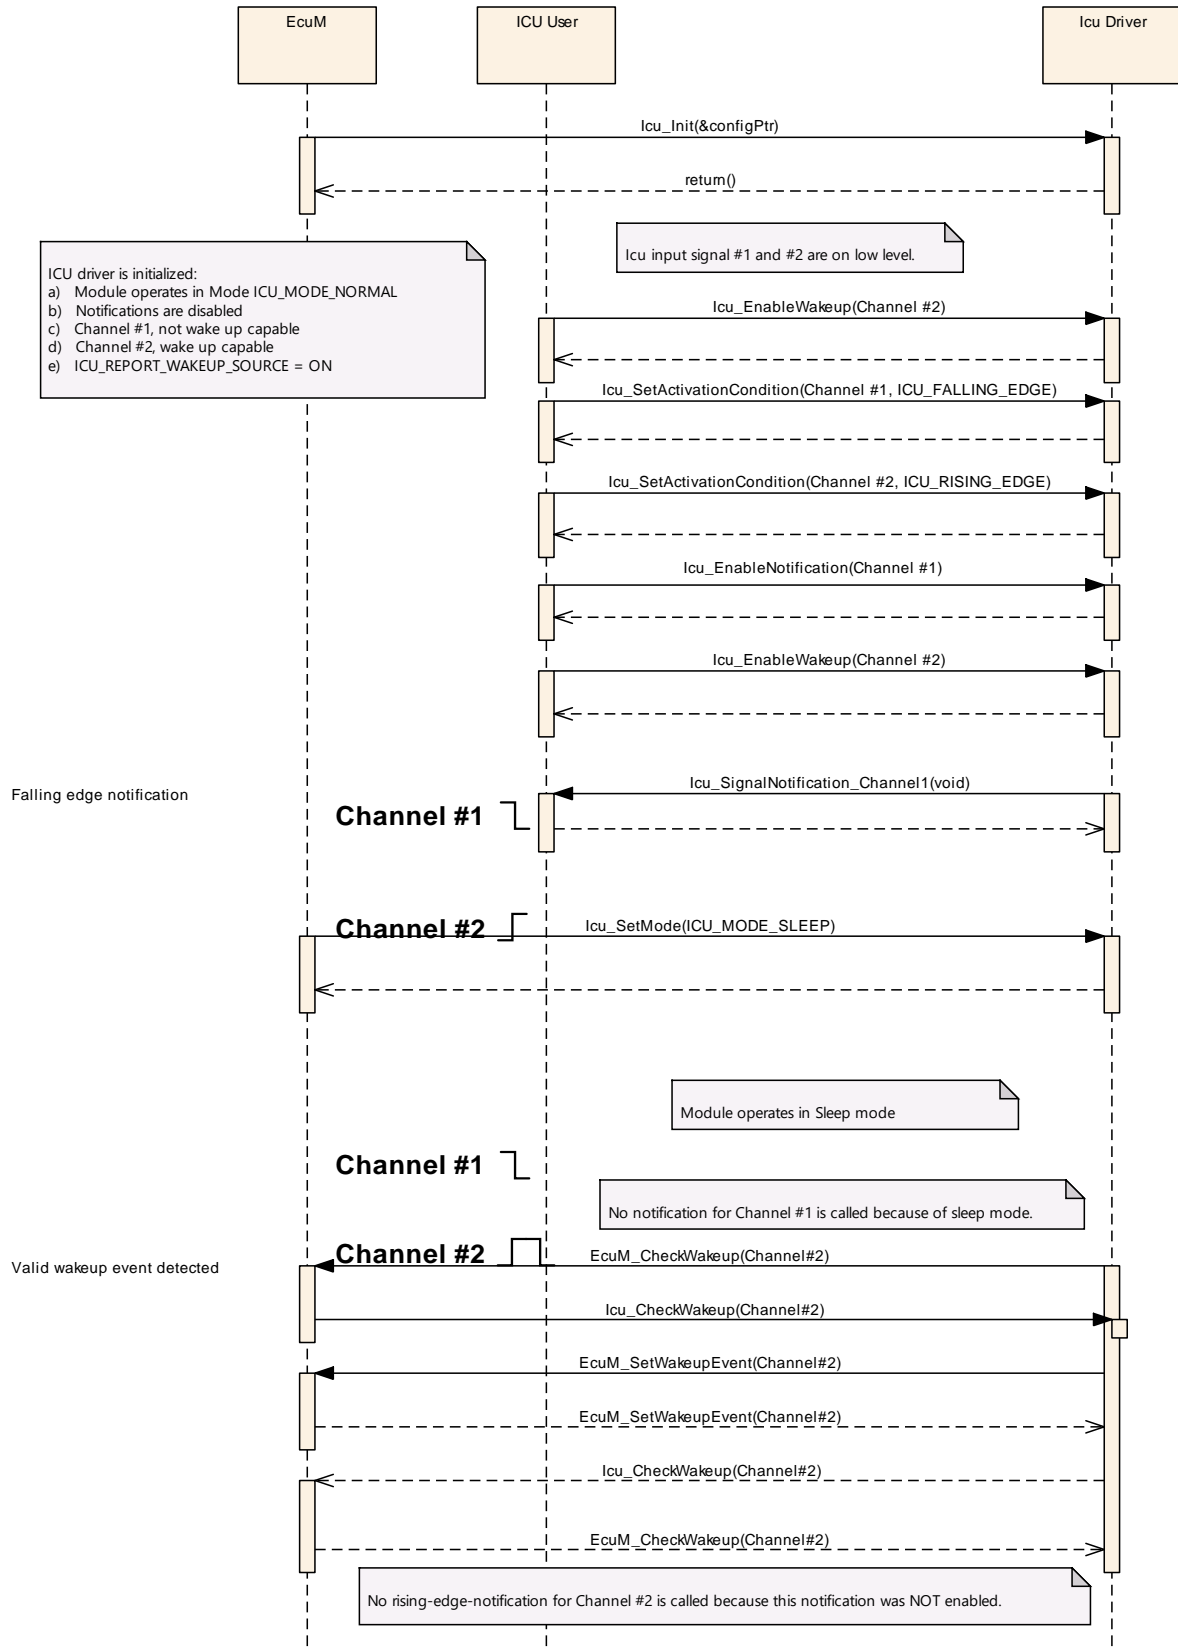 EcuM
ICU User
Icu Driver
Icu_Init(&configPtr)
return()
Icu input signal #1 and #2 are on low level.
ICU driver is initialized:
a) Module operates in Mode ICU_MODE_NORMAL
b) Notifications are disabled
c) Channel #1, not wake up capable
d) Channel #2, wake up capable
e) ICU_REPORT_WAKEUP_SOURCE = ON
Icu_EnableWakeup(Channel #2)
Icu_SetActivationCondition(Channel #1, ICU_FALLING_EDGE)
Icu_SetActivationCondition(Channel #2, ICU_RISING_EDGE)
Icu_EnableNotification(Channel #1)
Icu_EnableWakeup(Channel #2)
Icu_SignalNotification_Channel1(void)
Falling edge notification
Channel #1
Channel #2
Icu_SetMode(ICU_MODE_SLEEP)
Module operates in Sleep mode
Channel #1
No notification for Channel #1 is called because of sleep mode.
Channel #2
EcuM_CheckWakeup(Channel#2)
Valid wakeup event detected
Icu_CheckWakeup(Channel#2)
EcuM_SetWakeupEvent(Channel#2)
EcuM_SetWakeupEvent(Channel#2)
Icu_CheckWakeup(Channel#2)
EcuM_CheckWakeup(Channel#2)
No rising-edge-notification for Channel #2 is called because this notification was NOT enabled.